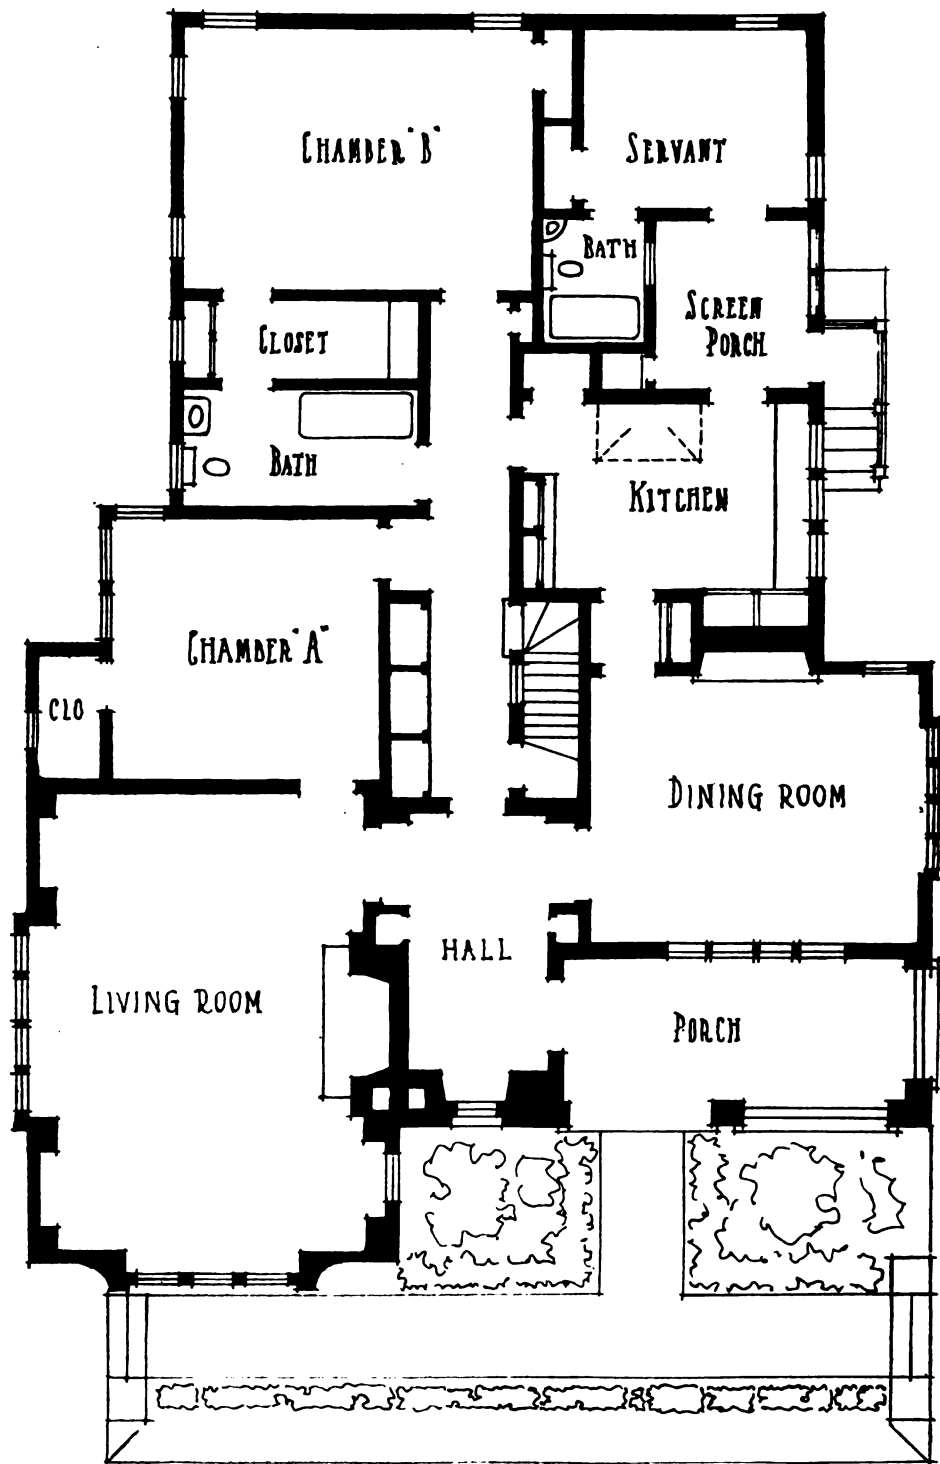 CHAMBER "B"
SERVANT
BATH
SCREEN
PORCH
CLOSET
BATH
KITCHEN
CHAMBER "A"
CLO
DINING ROOM
HALL
LIVING ROOM
PORCH